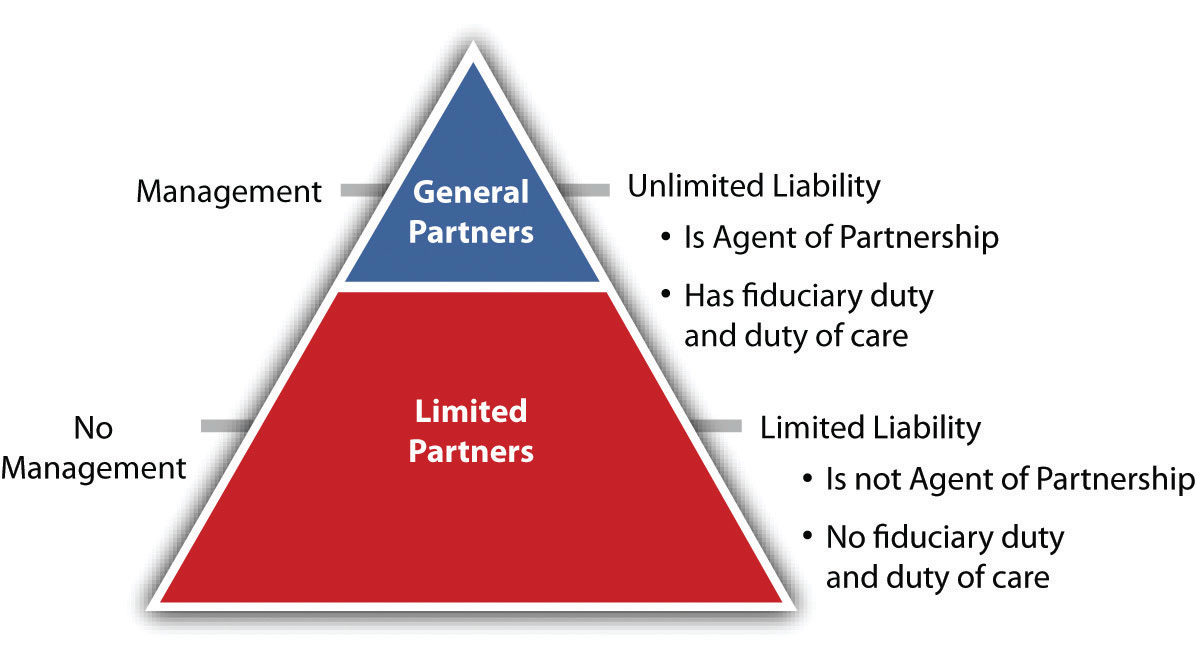 Management
General
Partners
Unlimited Liability
• Is Agent of Partnership
• Has fiduciary duty
and duty of care
No
Management
Limited
Partners
Limited Liability
• Is not Agent of Partnership
• No fiduciary duty
and duty of care